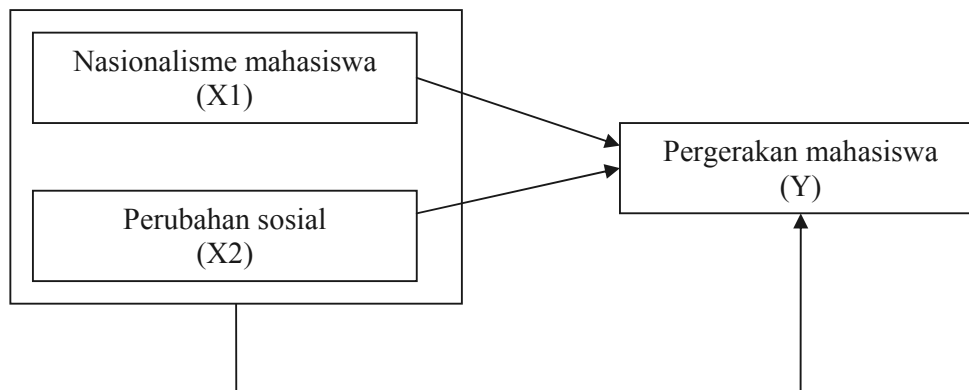 Nasionalisme mahasiswa
(X1)
Pergerakan mahasiswa
(Y)
Perubahan sosial
(X2)